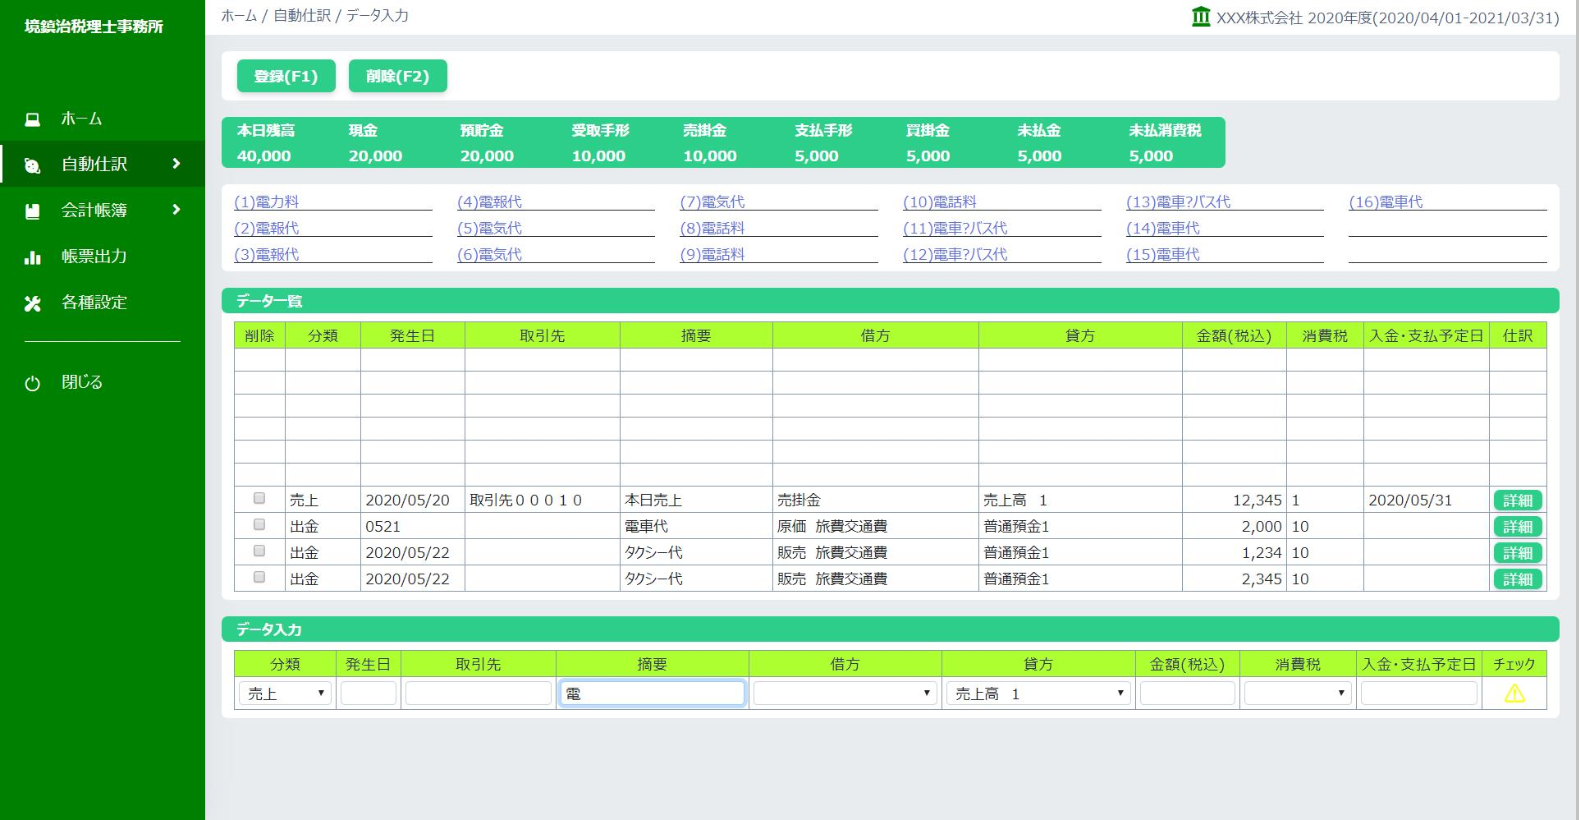 境鎮治税理士事務所
ホーム
自動仕訳
会計帳簿
帳票出力
各種設定
閉じる
ホーム / 自動仕訳 / データ入力
XXX株式会社 2020年度(2020/04/01-2021/03/31)
登録(F1) 削除(F2)
本日残高 現金 預貯金 受取手形 売掛金 支払手形 買掛金 未払金 未払消費税
40,000 20,000 20,000 10,000 10,000 5,000 5,000 5,000 5,000
(1)電力料 (4)電報代 (7)電気代 (10)電話料 (13)電車?バス代 (16)電車代
(2)電報代 (5)電気代 (8)電話料 (11)電車?バス代 (14)電車代
(3)電報代 (6)電気代 (9)電話料 (12)電車?バス代 (15)電車代
データ一覧
削除 分類 発生日 取引先 摘要 借方 貸方 金額(税込) 消費税 入金・支払予定日 仕訳
売上 2020/05/20 取引先０００１０ 本日売上 売掛金 売上高　1 12,345 1 2020/05/31 詳細
出金 0521 電車代 原価　旅費交通費 普通預金1 2,000 10 詳細
出金 2020/05/22 タクシー代 販売　旅費交通費 普通預金1 1,234 10 詳細
出金 2020/05/22 タクシー代 販売　旅費交通費 普通預金1 2,345 10 詳細
データ入力
分類 発生日 取引先 摘要 借方 貸方 金額(税込) 消費税 入金・支払予定日 チェック
売上 電 売上高　1